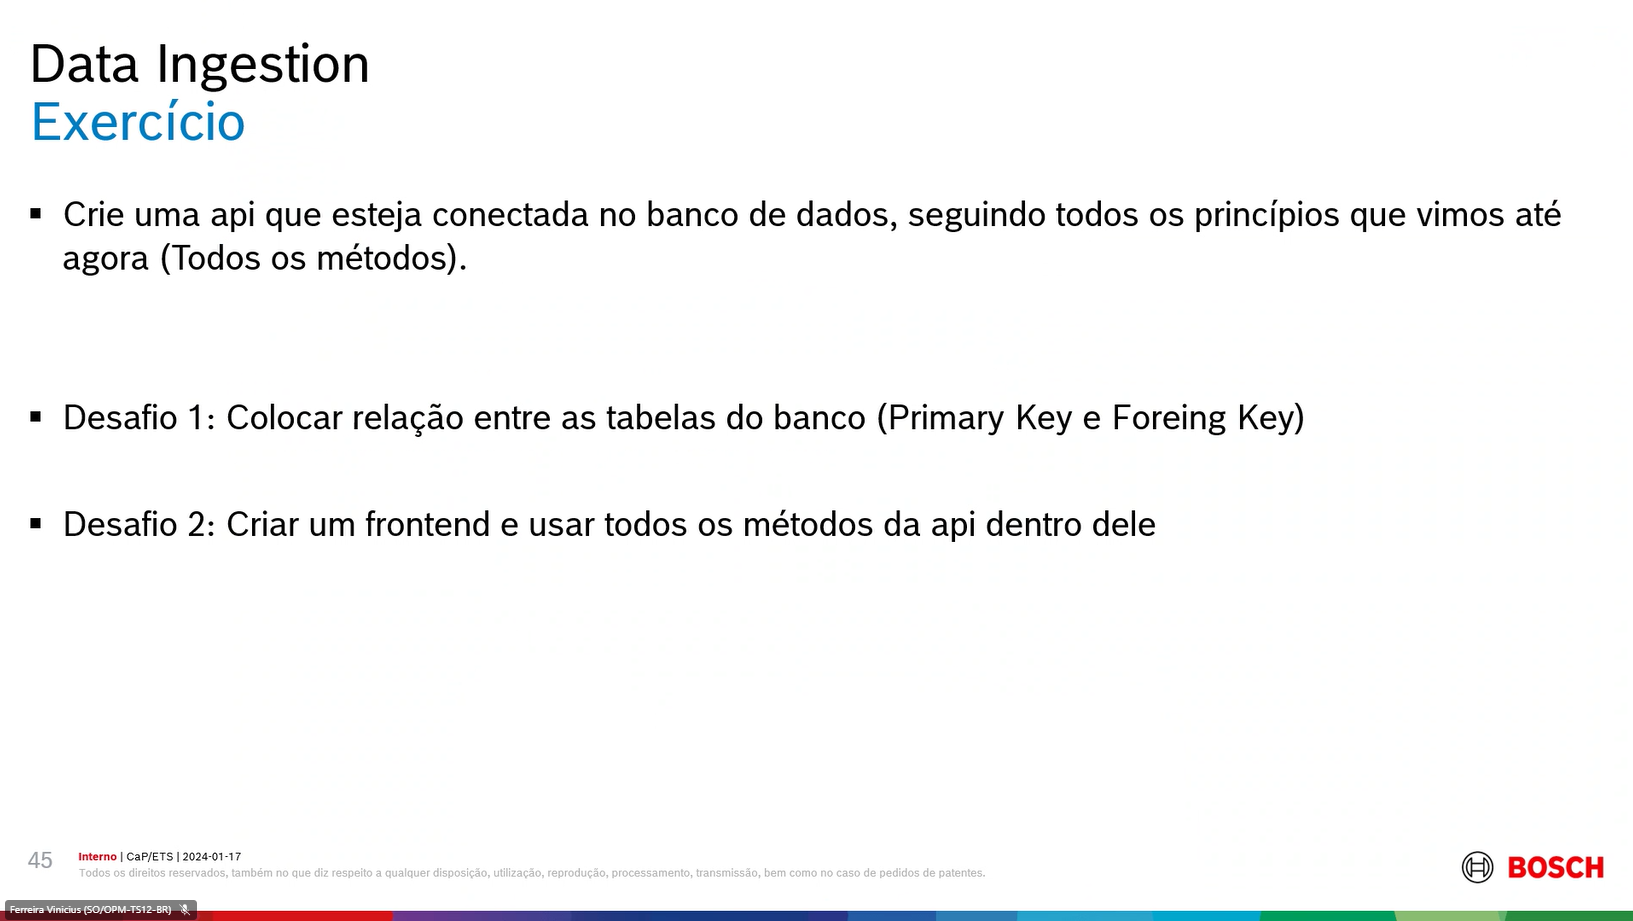 Data Ingestion
Exercício
▪ Crie uma api que esteja conectada no banco de dados, seguindo todos os princípios que vimos até
agora (Todos os métodos).
▪ Desafio 1: Colocar relação entre as tabelas do banco (Primary Key e Foreing Key)
▪ Desafio 2: Criar um frontend e usar todos os métodos da api dentro dele
45
Interno | CaP/ETS | 2024-01-17
Todos os direitos reservados, também no que diz respeito a qualquer disposição, utilização, reprodução, processamento, transmissão, bem como no caso de pedidos de patentes.
BOSCH
Ferreira Vinicius (SO/OPM-TS12-BR)